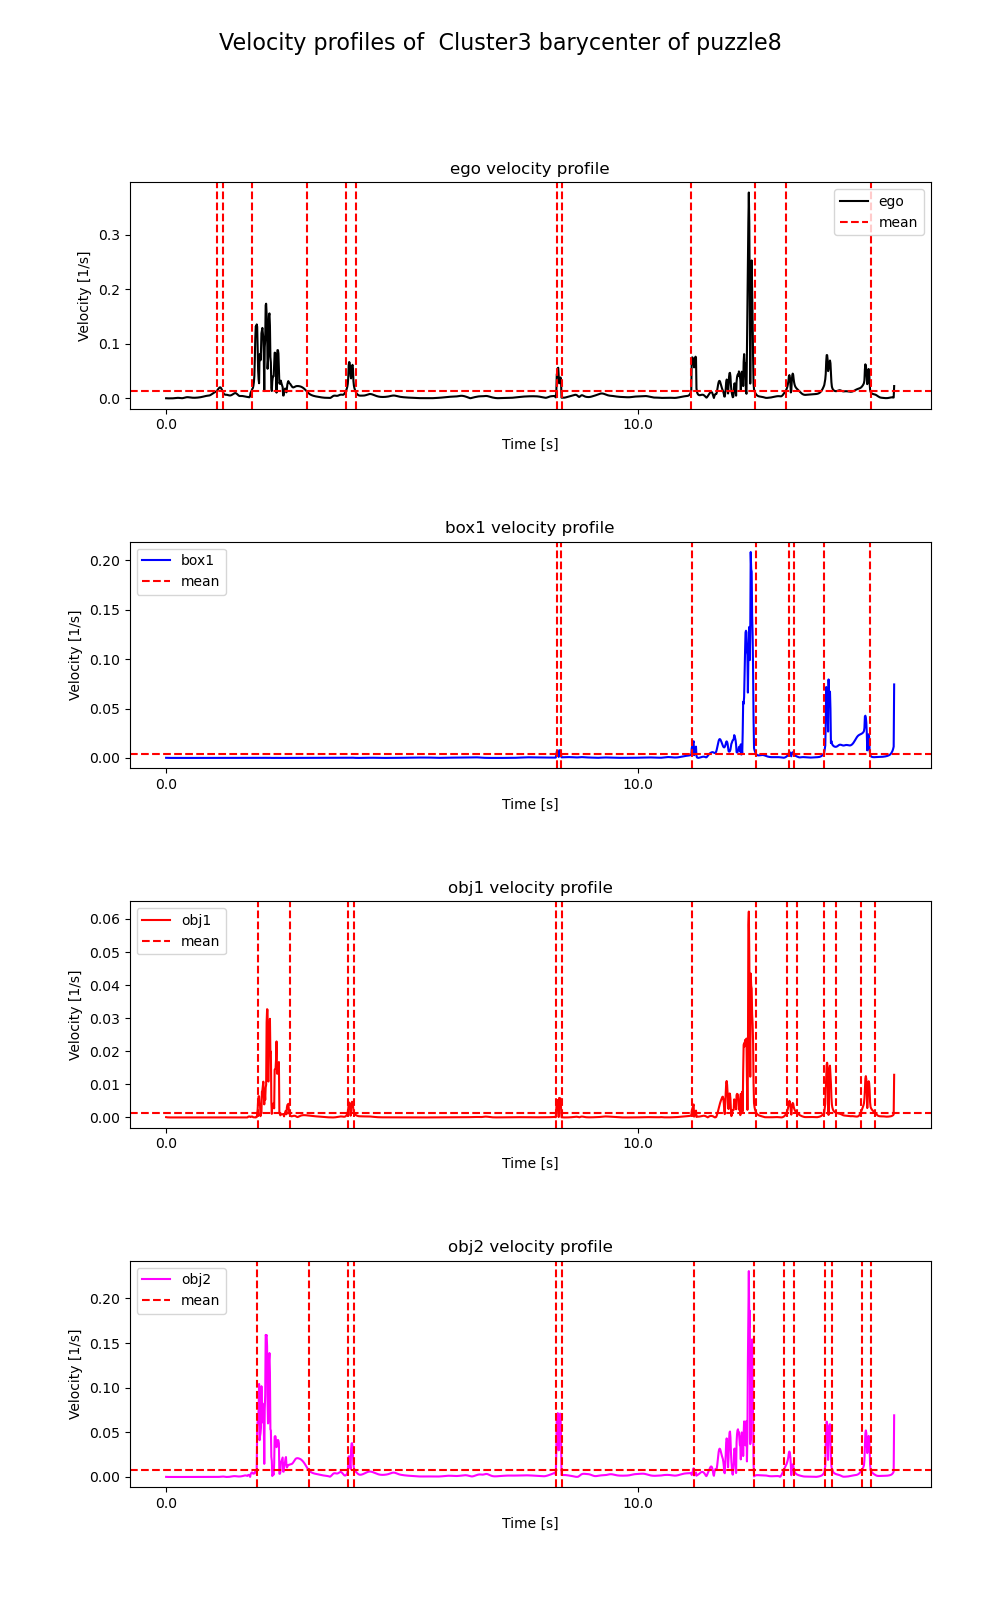 Velocity profiles of  Cluster3 barycenter of puzzle8
ego velocity profile
Velocity [1/s]
0.3
0.2
0.1
0.0
ego
mean
0.0
10.0
Time [s]
box1 velocity profile
Velocity [1/s]
0.20
0.15
0.10
0.05
0.00
box1
mean
0.0
10.0
Time [s]
obj1 velocity profile
Velocity [1/s]
0.06
0.05
0.04
0.03
0.02
0.01
0.00
obj1
mean
0.0
10.0
Time [s]
obj2 velocity profile
Velocity [1/s]
0.20
0.15
0.10
0.05
0.00
obj2
mean
0.0
10.0
Time [s]